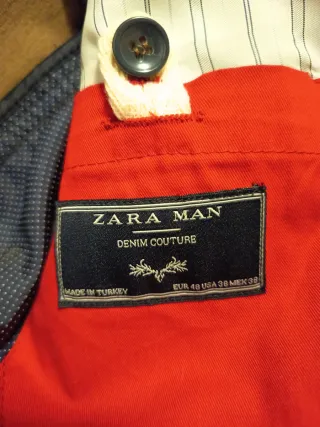 ZARA MAN
DENIM COUTURE
MADE IN TURKEY
EUR 48 USA 38 MEX 38